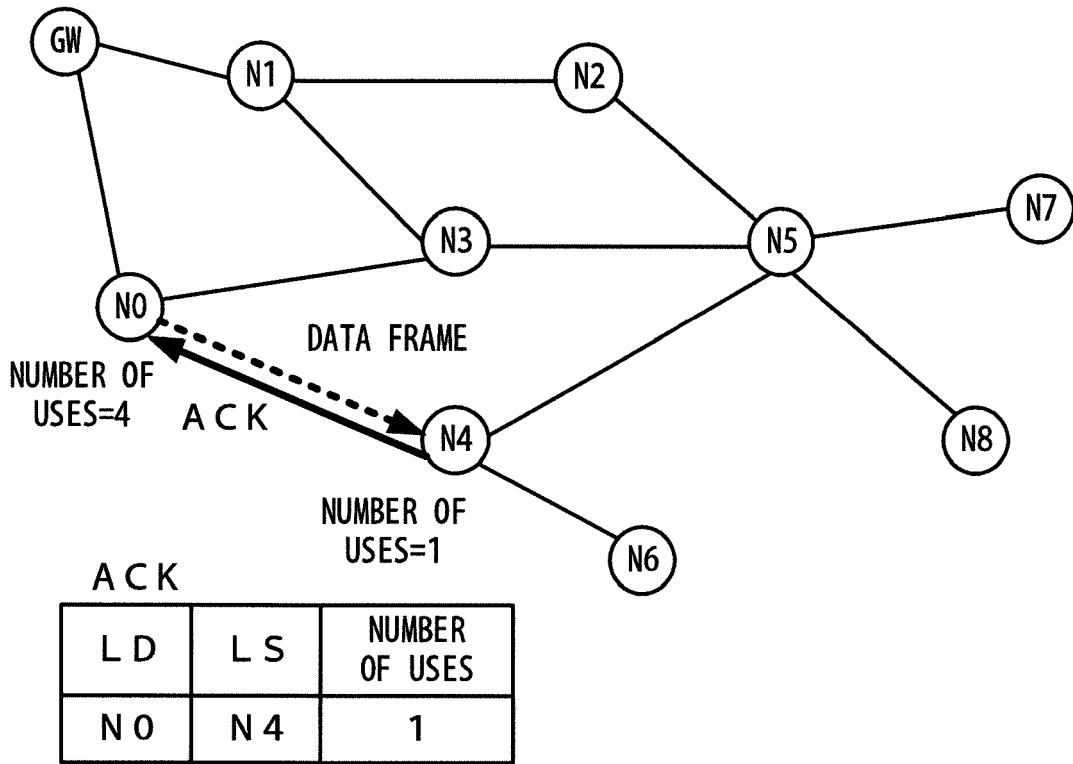 GW
N1
N2
N7
N3
N5
N0
DATA FRAME
NUMBER OF
USES=4
ACK
N4
N8
NUMBER OF
USES=1
N6
ACK
LD LS NUMBER
OF USES
N0 N4 1